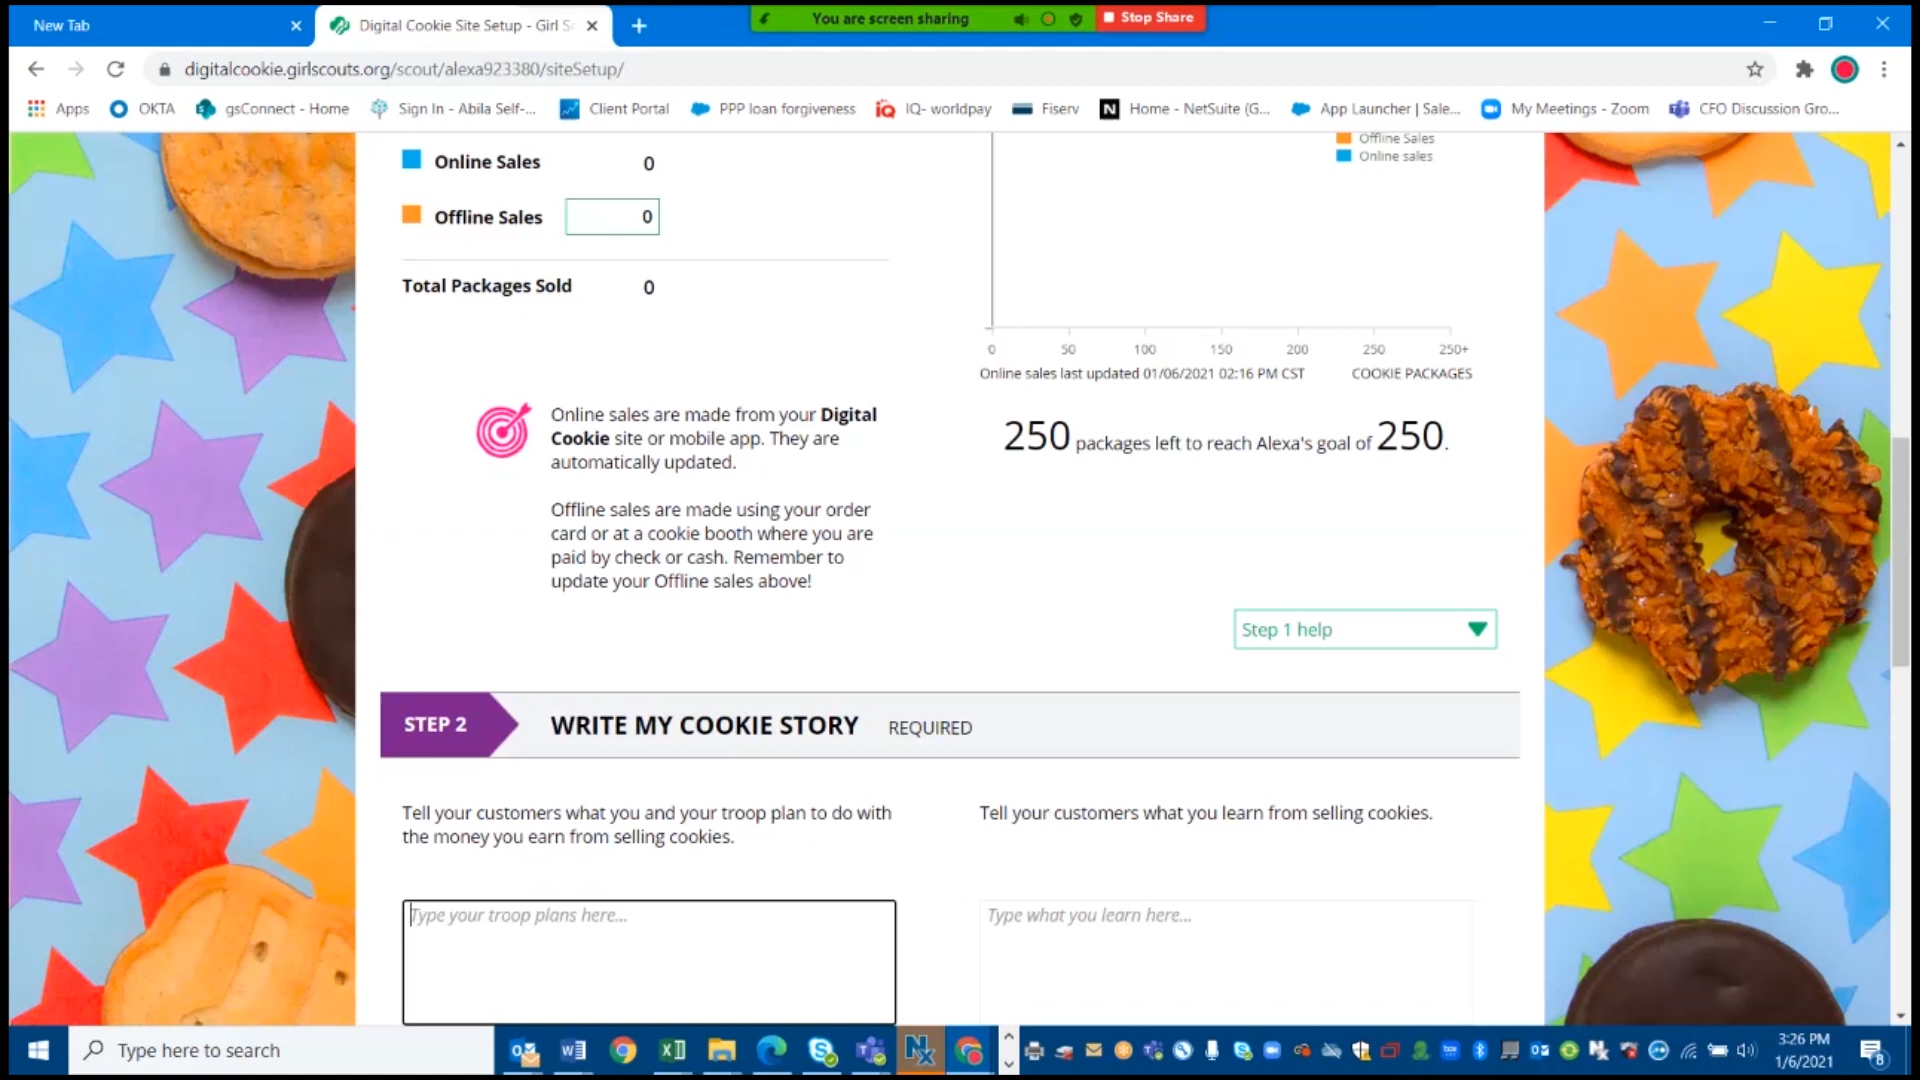 New Tab
Digital Cookie Site Setup - Girl S
You are screen sharing
Stop Share
digitalcookie.girlscouts.org/scout/alexa923380/siteSetup/
Apps
OKTA
gsConnect - Home
Sign In - Abila Self-...
Client Portal
PPP loan forgiveness
IQ- worldpay
Fiserv
Home - NetSuite (G...
App Launcher | Sale...
My Meetings - Zoom
CFO Discussion Gro...
Online Sales 0
Offline Sales 0
Total Packages Sold 0
Offline Sales
Online sales
0 50 100 150 200 250 250+
Online sales last updated 01/06/2021 02:16 PM CST COOKIE PACKAGES
Online sales are made from your Digital
Cookie site or mobile app. They are
automatically updated.
Offline sales are made using your order
card or at a cookie booth where you are
paid by check or cash. Remember to
update your Offline sales above!
250 packages left to reach Alexa's goal of 250.
Step 1 help
STEP 2 WRITE MY COOKIE STORY REQUIRED
Tell your customers what you and your troop plan to do with
the money you earn from selling cookies.
Type your troop plans here...
Tell your customers what you learn from selling cookies.
Type what you learn here...
Type here to search
3:26 PM
1/6/2021
8